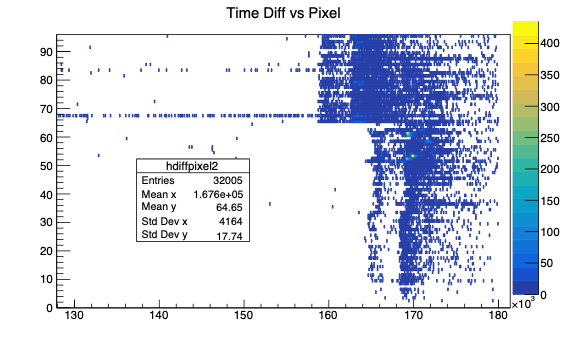 Time Diff vs Pixel
90
80
70
60
50
40
30
20
10
0
130 140 150 160 170 180
×10³
hdiffpixel2
Entries 32005
Mean x 1.676e+05
Mean y 64.65
Std Dev x 4164
Std Dev y 17.74
400
350
300
250
200
150
100
50
0